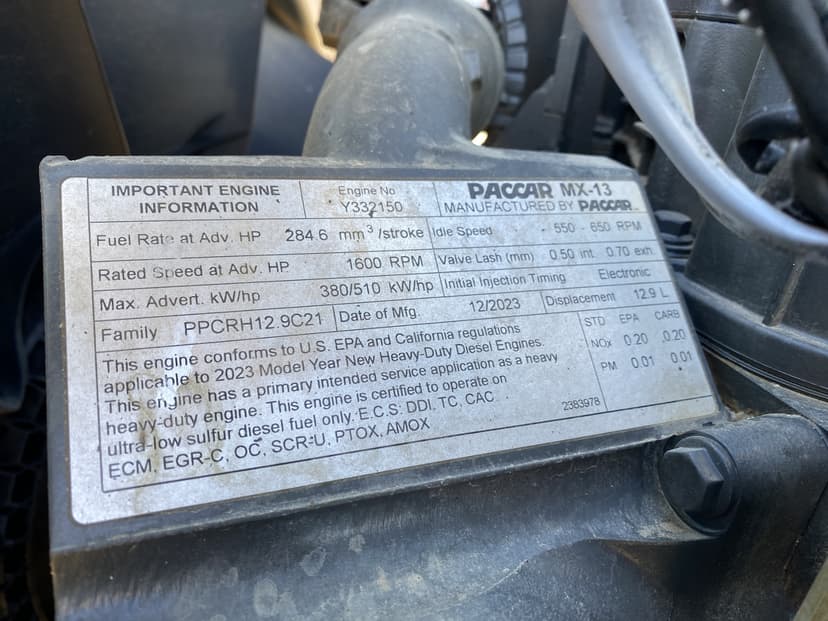 IMPORTANT ENGINE INFORMATION
Engine No Y332150
PACCAR MX-13
MANUFACTURED BY PACCAR
Fuel Rate at Adv. HP 284.6 mm³/stroke Idle Speed 550 - 650 RPM
Rated Speed at Adv. HP 1600 RPM Valve Lash (mm) 0.50 int 0.70 exh
Max. Advert. kW/hp 380/510 kW/hp Initial Injection Timing Electronic
Family PPCRH12.9C21 Date of Mfg. 12/2023 Displacement 12.9 L
This engine conforms to U.S. EPA and California regulations
applicable to 2023 Model Year New Heavy-Duty Diesel Engines.
This engine has a primary intended service application as a heavy
heavy-duty engine. This engine is certified to operate on
ultra-low sulfur diesel fuel only. E.C.S: DDI, TC, CAC
ECM, EGR-C, OC, SCR-U, PTOX, AMOX
STD EPA CARB
NOx 0.20 0.20
PM 0.01 0.01
2383978